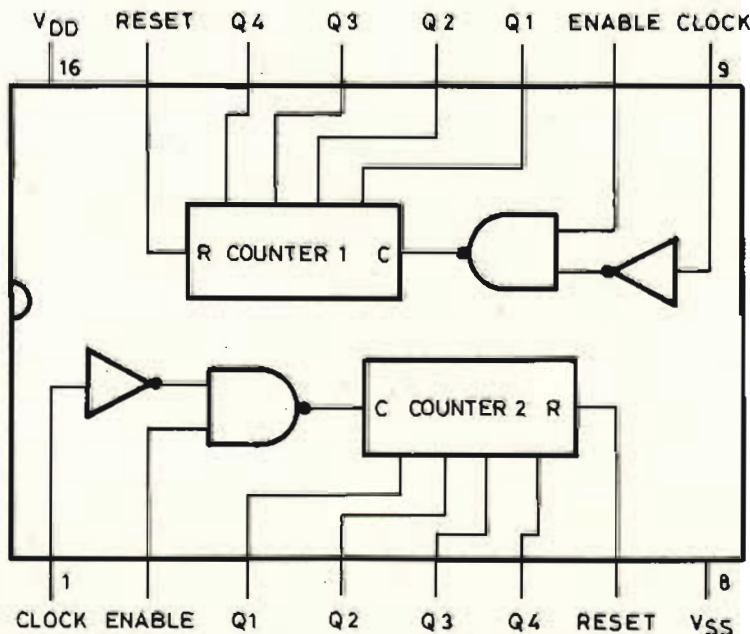 VDD RESET Q4 Q3 Q2 Q1 ENABLE CLOCK
16 9
R COUNTER 1 C
C COUNTER 2 R
1 8
CLOCK ENABLE Q1 Q2 Q3 Q4 RESET VSS